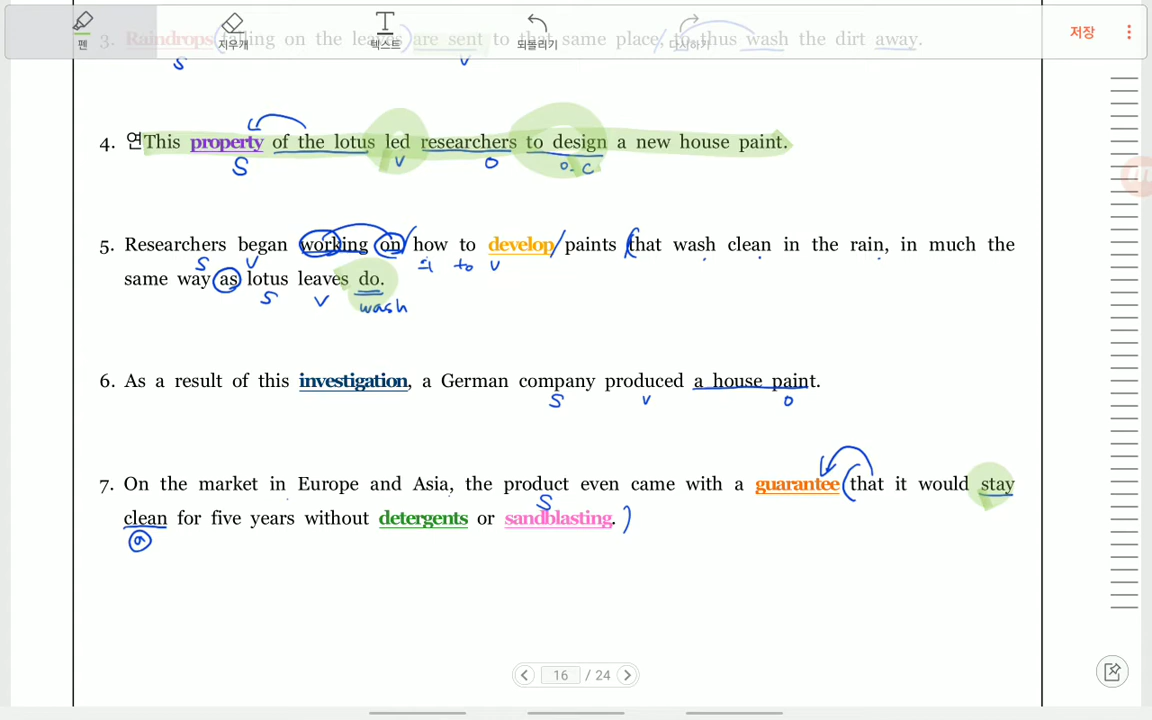 펜
지우개
텍스트
되돌리기
다시하기
저장
3. Raindrops falling on the leaves are sent to that same place, to thus wash the dirt away.
S V
4. 연This property of the lotus led researchers to design a new house paint.
S V O O.C
5. Researchers began working on how to develop paints that wash clean in the rain, in much the
S V to V
same way as lotus leaves do.
S V wash
6. As a result of this investigation, a German company produced a house paint.
S V O
7. On the market in Europe and Asia, the product even came with a guarantee (that it would stay
S
clean for five years without detergents or sandblasting.)
ⓐ
16 / 24